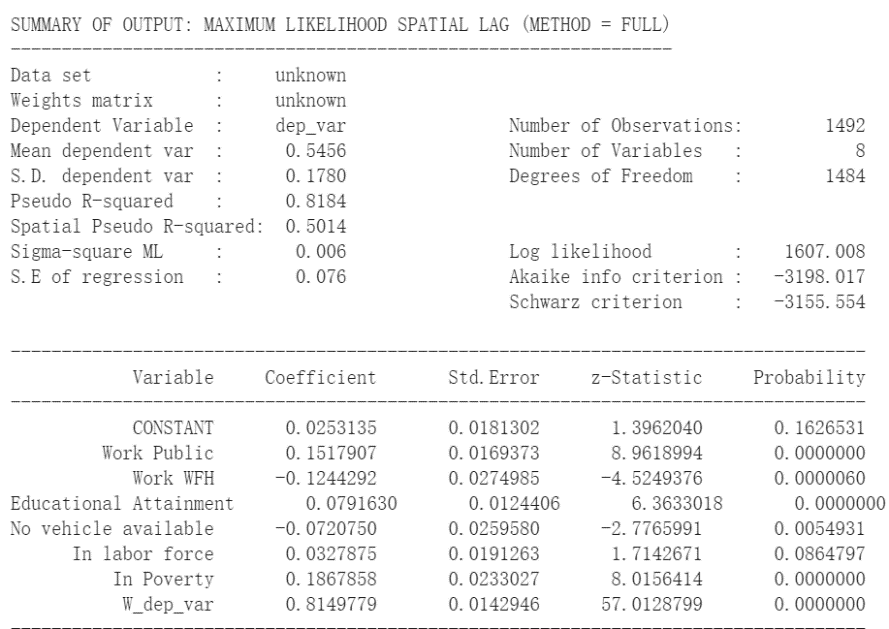 SUMMARY OF OUTPUT: MAXIMUM LIKELIHOOD SPATIAL LAG (METHOD = FULL)
-----------------------------------------------------------------
Data set : unknown
Weights matrix : unknown
Dependent Variable : dep_var Number of Observations: 1492
Mean dependent var : 0.5456 Number of Variables : 8
S.D. dependent var : 0.1780 Degrees of Freedom : 1484
Pseudo R-squared : 0.8184
Spatial Pseudo R-squared: 0.5014
Sigma-square ML : 0.006 Log likelihood : 1607.008
S.E of regression : 0.076 Akaike info criterion : -3198.017
Schwarz criterion : -3155.554
------------------------------------------------------------------------------------
Variable Coefficient Std.Error z-Statistic Probability
------------------------------------------------------------------------------------
CONSTANT 0.0253135 0.0181302 1.3962040 0.1626531
Work Public 0.1517907 0.0169373 8.9618994 0.0000000
Work WFH -0.1244292 0.0274985 -4.5249376 0.0000060
Educational Attainment 0.0791630 0.0124406 6.3633018 0.0000000
No vehicle available -0.0720750 0.0259580 -2.7765991 0.0054931
In labor force 0.0327875 0.0191263 1.7142671 0.0864797
In Poverty 0.1867858 0.0233027 8.0156414 0.0000000
W_dep_var 0.8149779 0.0142946 57.0128799 0.0000000
------------------------------------------------------------------------------------